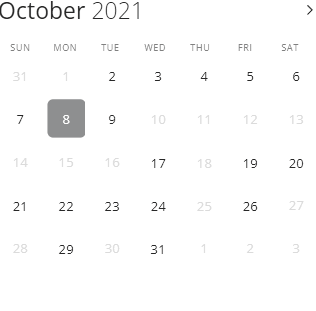 October 2021 >
SUN MON TUE WED THU FRI SAT
31 1 2 3 4 5 6
7 8 9 10 11 12 13
14 15 16 17 18 19 20
21 22 23 24 25 26 27
28 29 30 31 1 2 3